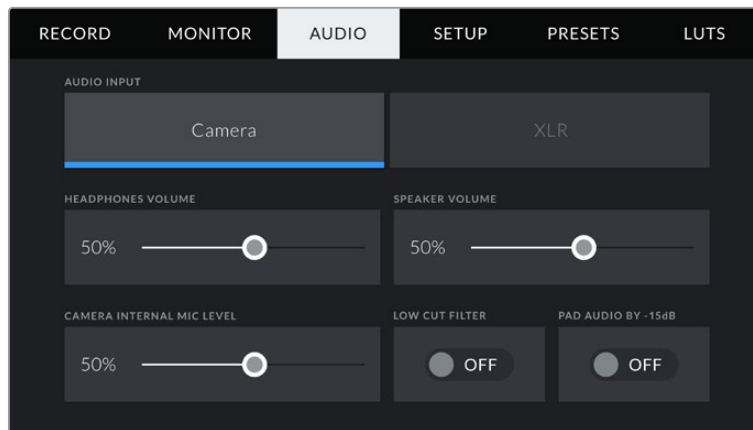 RECORD MONITOR AUDIO SETUP PRESETS LUTS
AUDIO INPUT
Camera XLR
HEADPHONES VOLUME SPEAKER VOLUME
50% 50%
CAMERA INTERNAL MIC LEVEL LOW CUT FILTER PAD AUDIO BY -15dB
50% OFF OFF